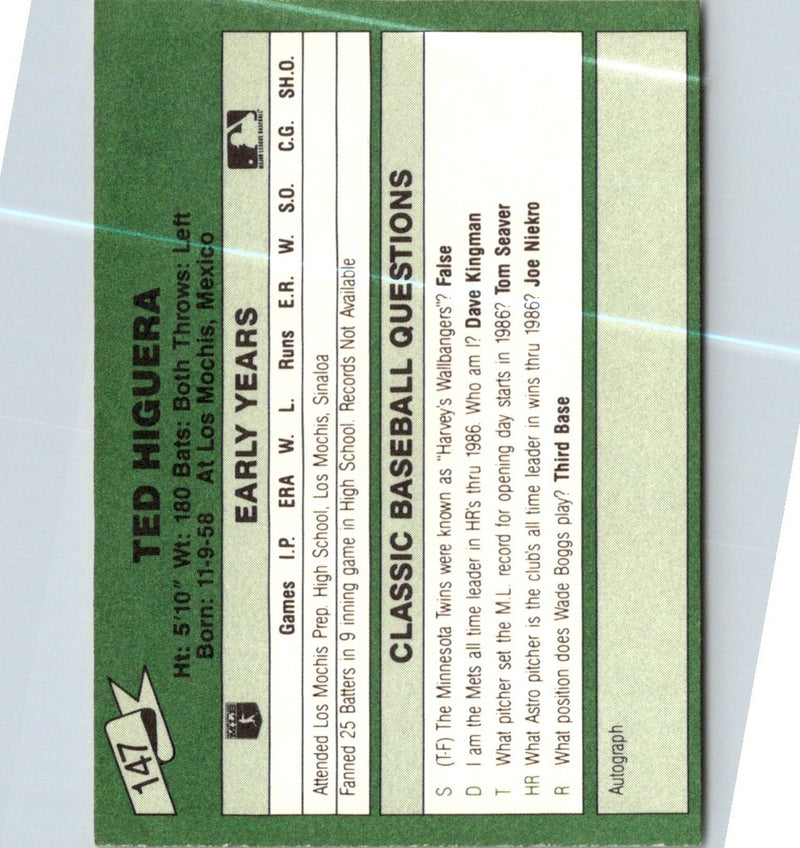 147
TED HIGUERA
Ht: 5'10" Wt: 180 Bats: Both Throws: Left
Born: 11-9-58 At Los Mochis, Mexico
EARLY YEARS
MAJOR LEAGUE BASEBALL
Games I.P. ERA W. L. Runs E.R. W. S.O. C.G. SH.O.
Attended Los Mochis Prep. High School, Los Mochis, Sinaloa
Fanned 25 Batters in 9 inning game in High School. Records Not Available
CLASSIC BASEBALL QUESTIONS
S (T-F) The Minnesota Twins were known as "Harvey's Wallbangers"? False
D I am the Mets all time leader in HR's thru 1986. Who am I? Dave Kingman
T What pitcher set the M.L. record for opening day starts in 1986? Tom Seaver
HR What Astro pitcher is the club's all time leader in wins thru 1986? Joe Niekro
R What position does Wade Boggs play? Third Base
Autograph